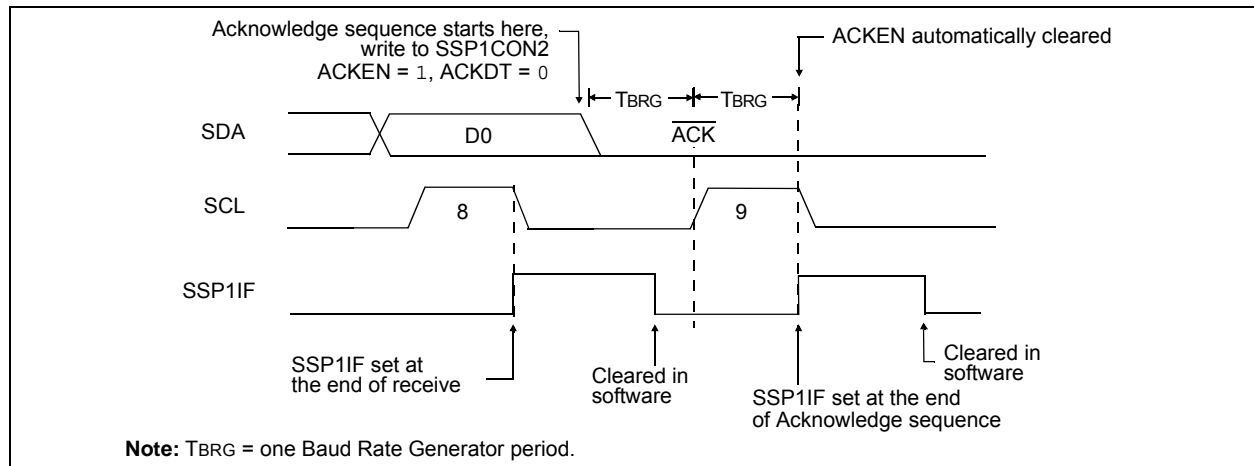 Acknowledge sequence starts here,
write to SSP1CON2
ACKEN = 1, ACKDT = 0
ACKEN automatically cleared
TBRG
TBRG
SDA
D0
ACK
SCL
8
9
SSP1IF
SSP1IF set at
the end of receive
Cleared in
software
SSP1IF set at the end
of Acknowledge sequence
Cleared in
software
Note: TBRG = one Baud Rate Generator period.